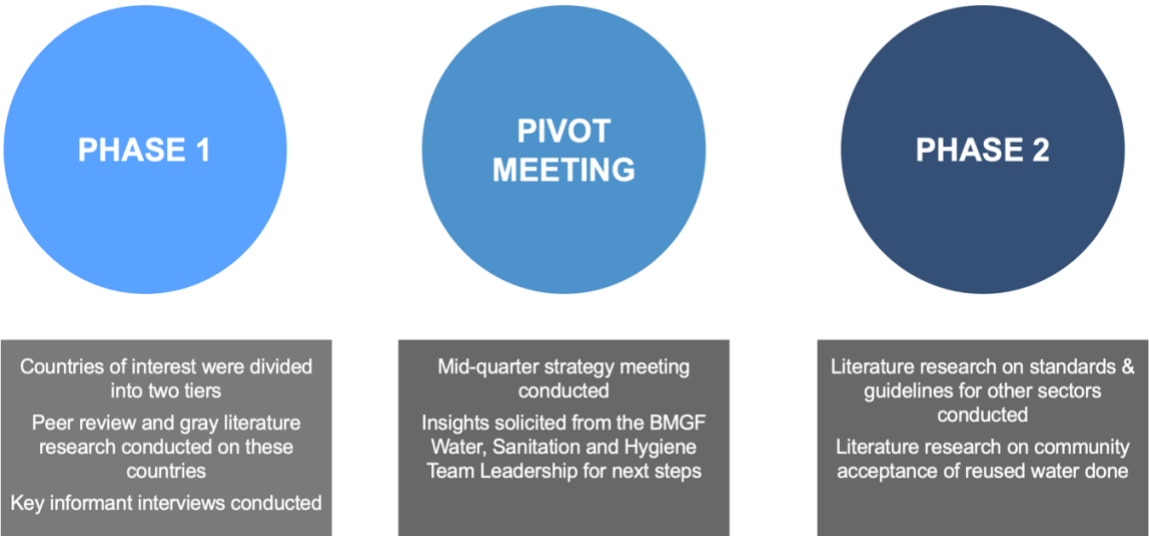 PHASE 1
Countries of interest were divided
into two tiers
Peer review and gray literature
research conducted on these
countries
Key informant interviews conducted
PIVOT
MEETING
Mid-quarter strategy meeting
conducted
Insights solicited from the BMGF
Water, Sanitation and Hygiene
Team Leadership for next steps
PHASE 2
Literature research on standards &
guidelines for other sectors
conducted
Literature research on community
acceptance of reused water done